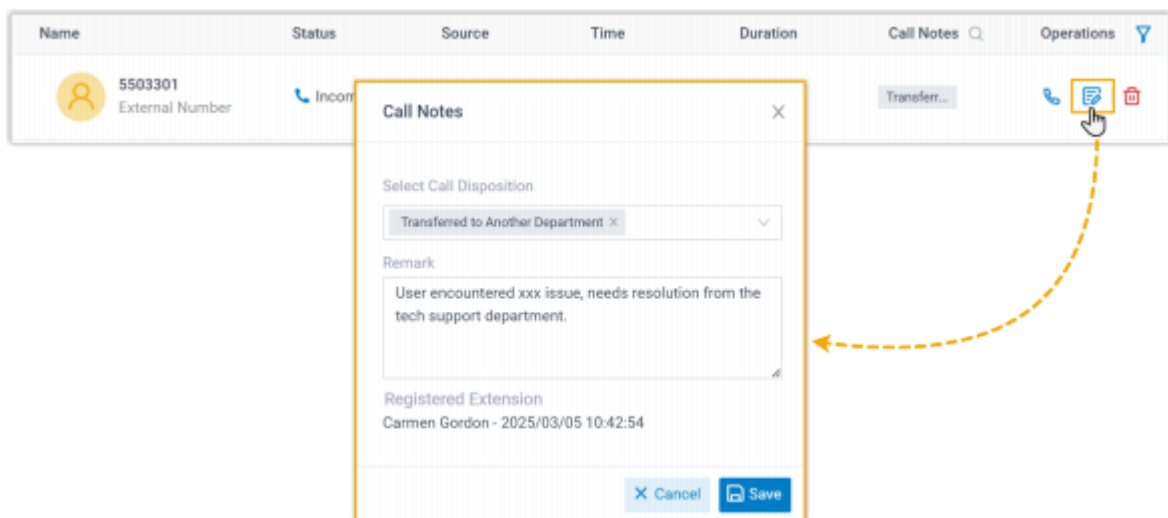 Name Status Source Time Duration Call Notes Operations
5503301
External Number
Incom
Transferr...
Call Notes
Select Call Disposition
Transferred to Another Department ×
Remark
User encountered xxx issue, needs resolution from the
tech support department.
Registered Extension
Carmen Gordon - 2025/03/05 10:42:54
Cancel Save